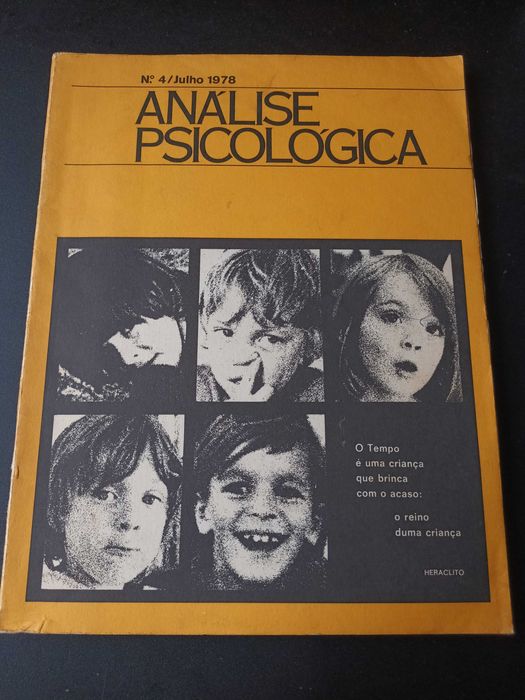 Nº 4/Julho 1978
ANÁLISE
PSICOLÓGICA
O Tempo
é uma criança
que brinca
com o acaso:
o reino
duma criança
HERACLITO